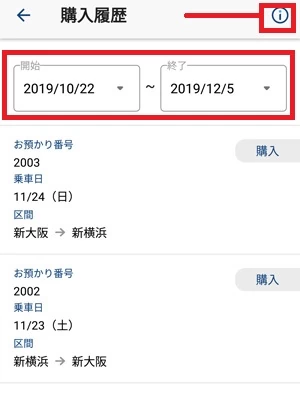 購入履歴
開始 終了
2019/10/22 ~ 2019/12/5
お預かり番号 購入
2003
乗車日
11/24（日）
区間
新大阪 → 新横浜
お預かり番号 購入
2002
乗車日
11/23（土）
区間
新横浜 → 新大阪